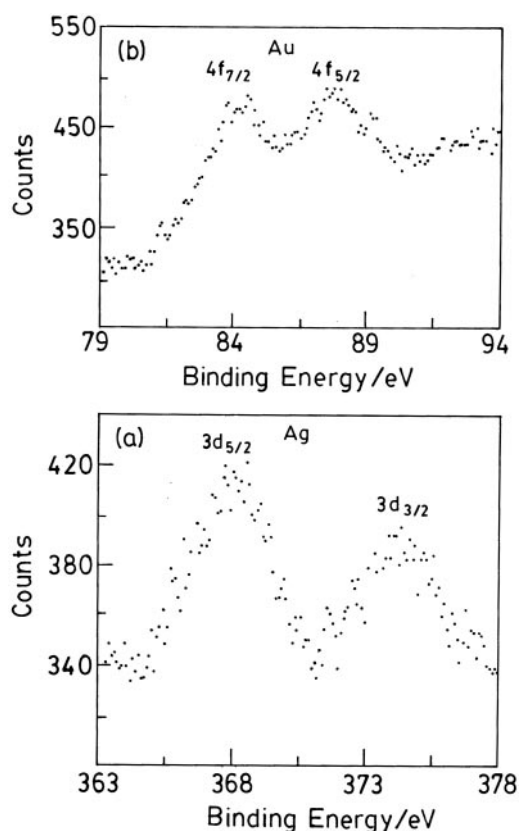 550
(b) Au
4f7/2 4f5/2
450
350
Counts
79 84 89 94
Binding Energy/eV
(a) Ag
3d5/2
420
3d3/2
380
340
Counts
363 368 373 378
Binding Energy/eV